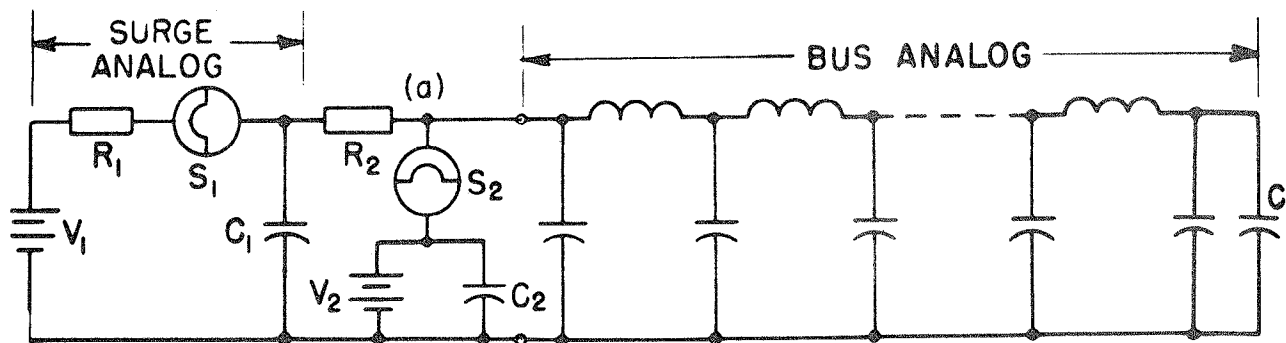 SURGE
ANALOG
BUS ANALOG
(a)
R1
S1
R2
S2
V1
C1
V2
C2
C